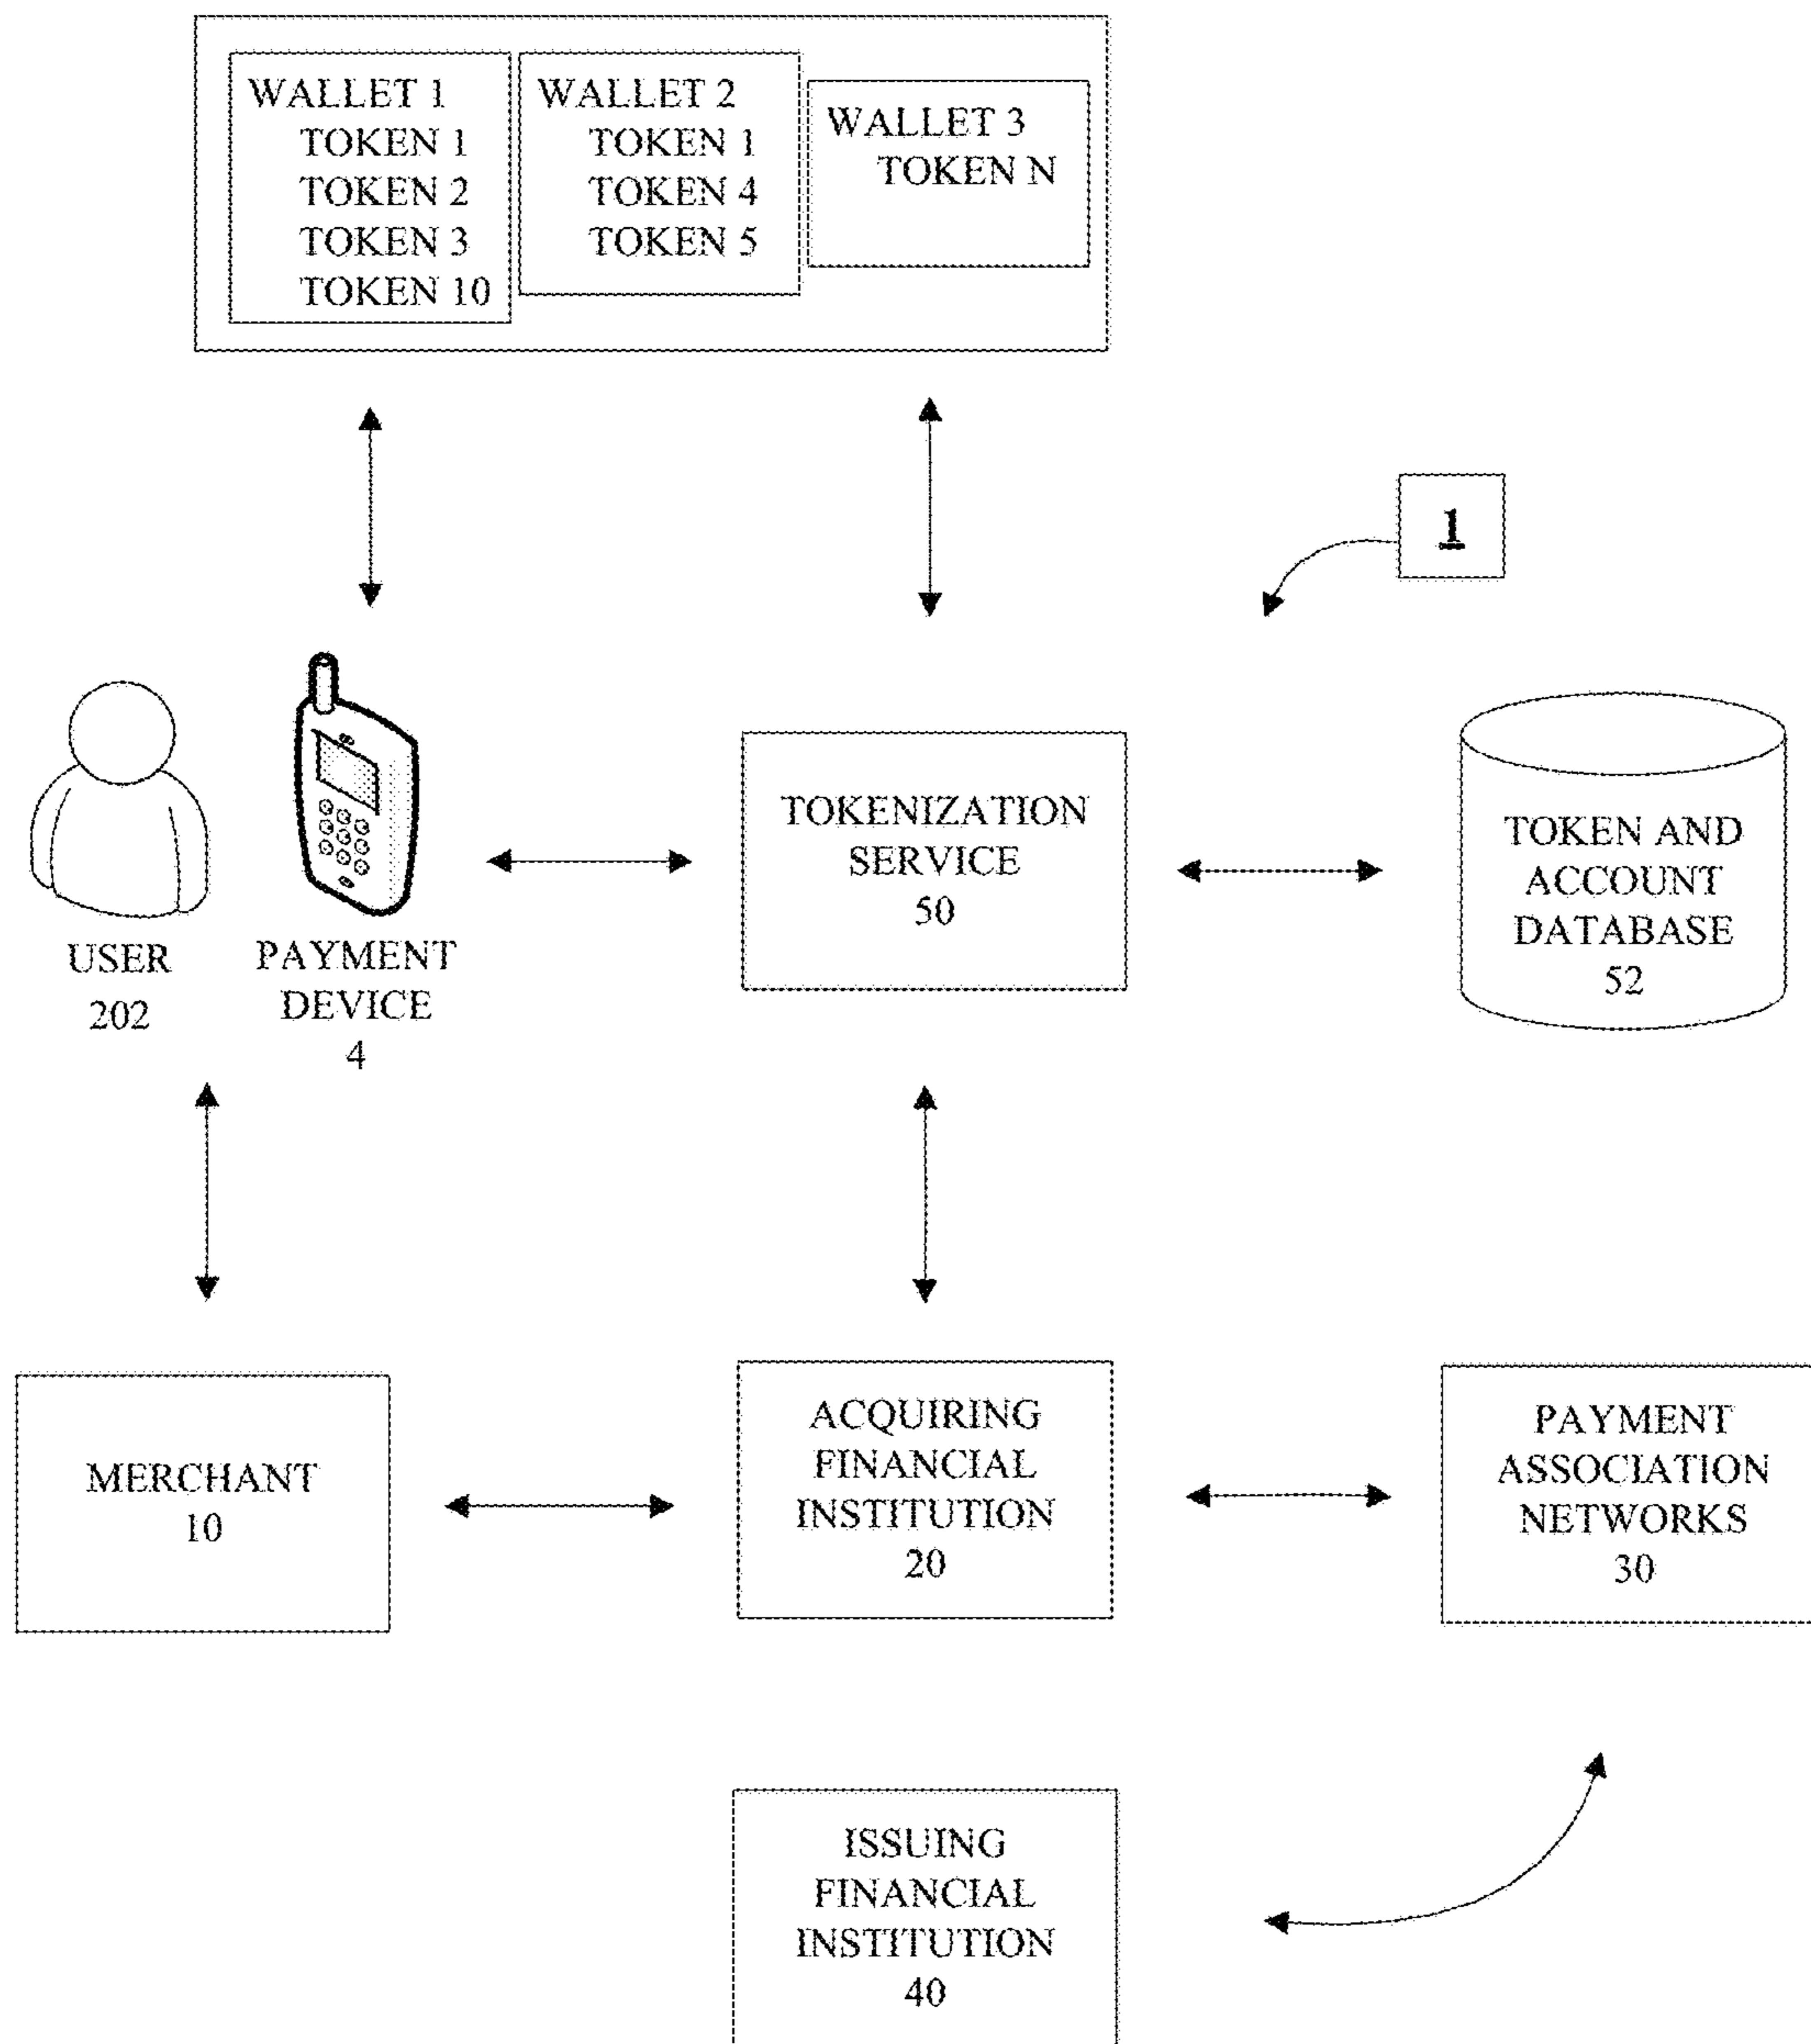 WALLET 1
TOKEN 1
TOKEN 2
TOKEN 3
TOKEN 10
WALLET 2
TOKEN 1
TOKEN 4
TOKEN 5
WALLET 3
TOKEN N
1
USER
202
PAYMENT
DEVICE
4
TOKENIZATION
SERVICE
50
TOKEN AND
ACCOUNT
DATABASE
52
MERCHANT
10
ACQUIRING
FINANCIAL
INSTITUTION
20
PAYMENT
ASSOCIATION
NETWORKS
30
ISSUING
FINANCIAL
INSTITUTION
40